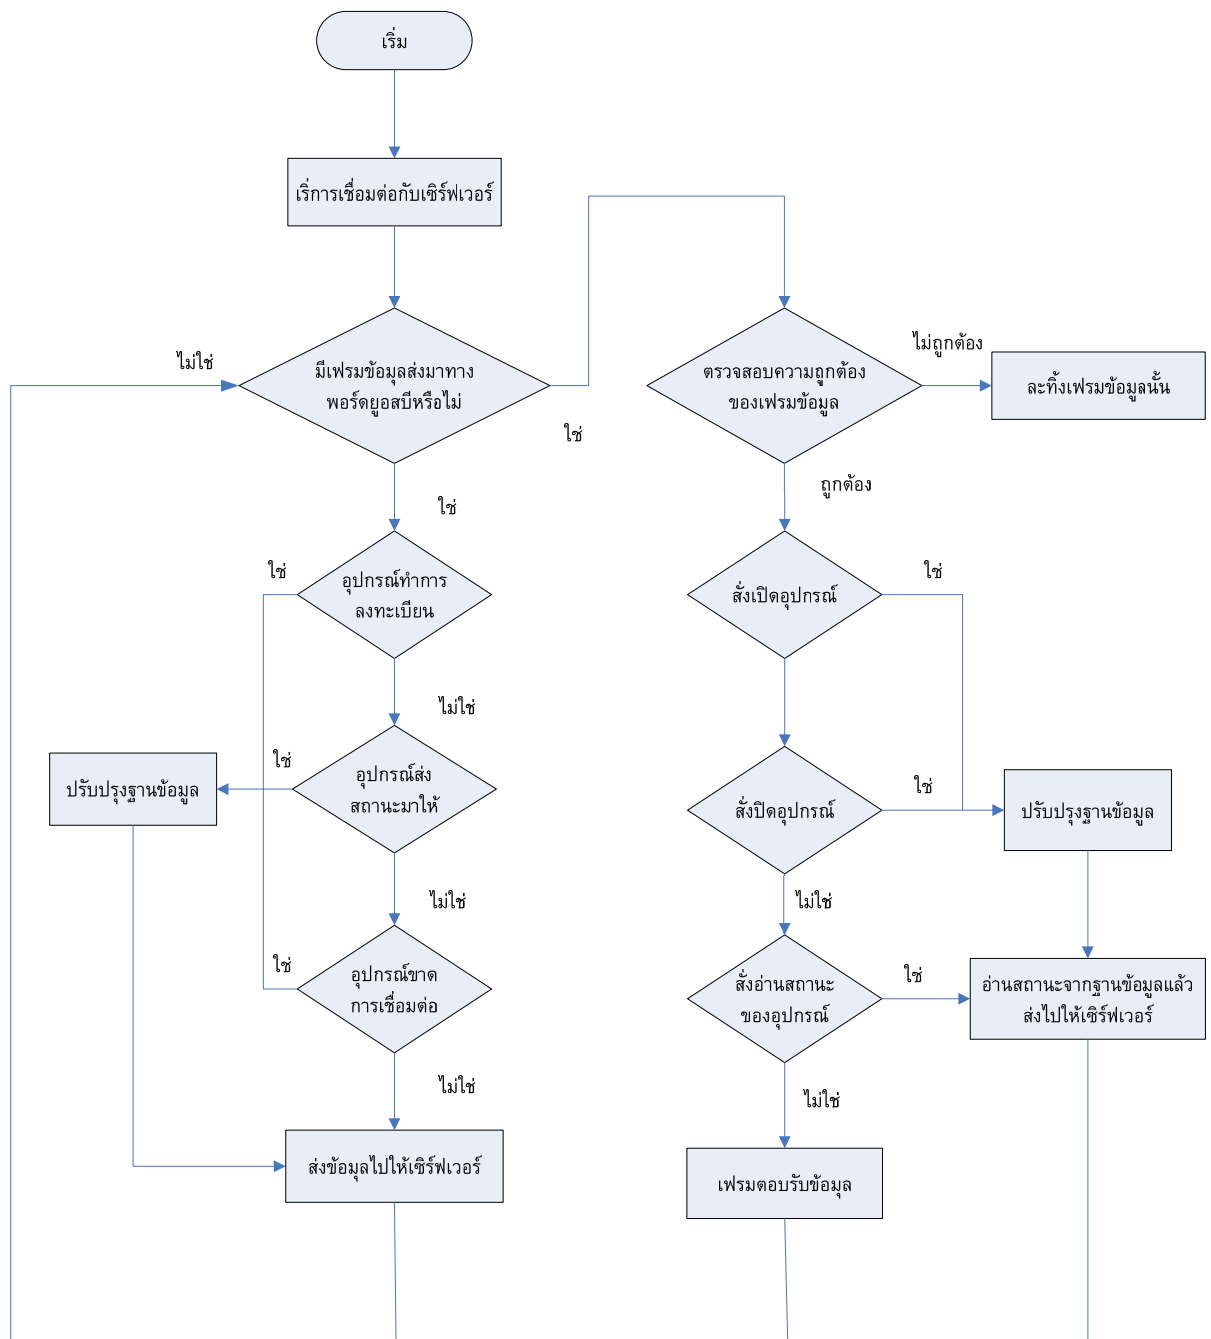 เริ่ม
เริ่การเชื่อมต่อกับเซิร์ฟเวอร์
ไม่ใช่
มีเฟรมข้อมุลส่งมาทาง
พอร์ดยูอสบีหรือไม่
ใช่
ตรวจสอบความถูกต้อง
ของเฟรมข้อมูล
ไม่ถูกต้อง
ละทิ้งเฟรมข้อมูลนั้น
ใช่
ถูกต้อง
ใช่
อุปกรณ์ทำการ
ลงทะเบียน
สั่งเปิดอุปกรณ์
ใช่
ไม่ใช่
ปรับปรุงฐานข้อมูล
ใช่
อุปกรณ์ส่ง
สถานะมาให้
สั่งปิดอุปกรณ์
ใช่
ปรับปรุงฐานข้อมูล
ไม่ใช่
ไม่ใช่
ใช่
อุปกรณ์ขาด
การเชื่อมต่อ
สั่งอ่านสถานะ
ของอุปกรณ์
ใช่
อ่านสถานะจากฐานข้อมูลแล้ว
ส่งไปให้เซิร์ฟเวอร์
ไม่ใช่
ไม่ใช่
ส่งข้อมุลไปให้เซิร์ฟเวอร์
เฟรมตอบรับข้อมุล